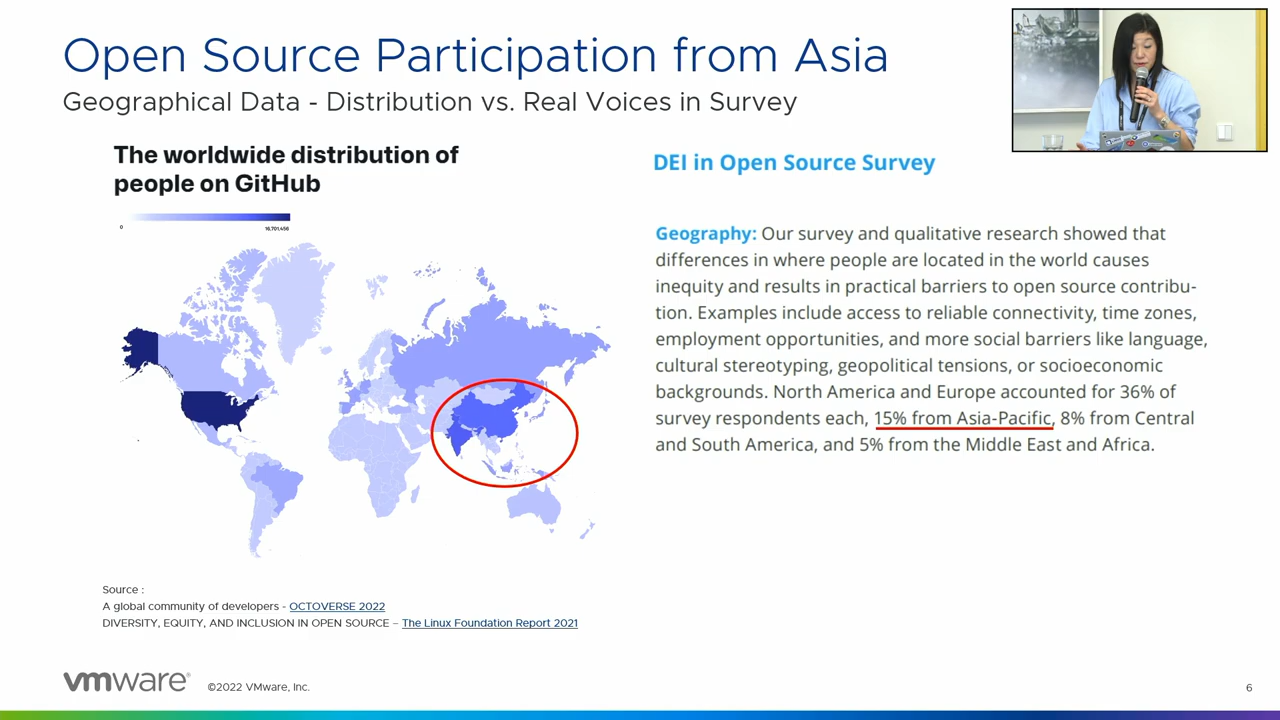 Open Source Participation from Asia
Geographical Data - Distribution vs. Real Voices in Survey
The worldwide distribution of
people on GitHub
0
16,701,456
DEI in Open Source Survey
Geography: Our survey and qualitative research showed that
differences in where people are located in the world causes
inequity and results in practical barriers to open source contribu-
tion. Examples include access to reliable connectivity, time zones,
employment opportunities, and more social barriers like language,
cultural stereotyping, geopolitical tensions, or socioeconomic
backgrounds. North America and Europe accounted for 36% of
survey respondents each, 15% from Asia-Pacific, 8% from Central
and South America, and 5% from the Middle East and Africa.
Source :
A global community of developers - OCTOVERSE 2022
DIVERSITY, EQUITY, AND INCLUSION IN OPEN SOURCE – The Linux Foundation Report 2021
vmware®
©2022 VMware, Inc.
6